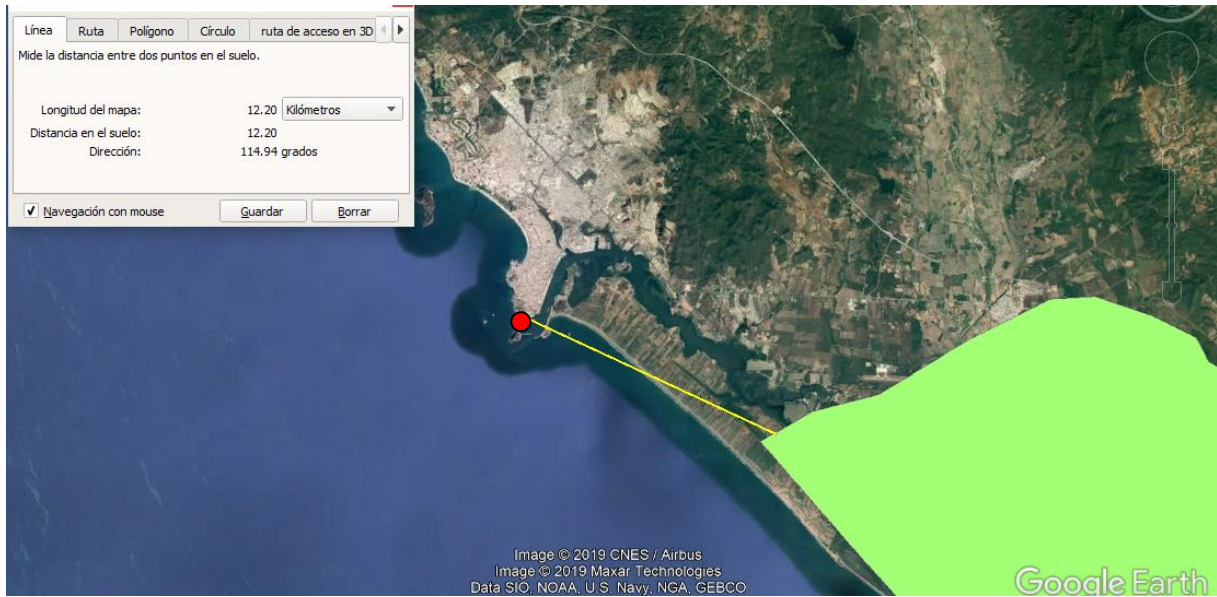 Línea Ruta Polígono Círculo ruta de acceso en 3D
Mide la distancia entre dos puntos en el suelo.
Longitud del mapa: 12.20 Kilómetros
Distancia en el suelo: 12.20
Dirección: 114.94 grados
Navegación con mouse Guardar Borrar
Image © 2019 CNES / Airbus
Image © 2019 Maxar Technologies
Data SIO, NOAA, U.S. Navy, NGA, GEBCO
Google Earth